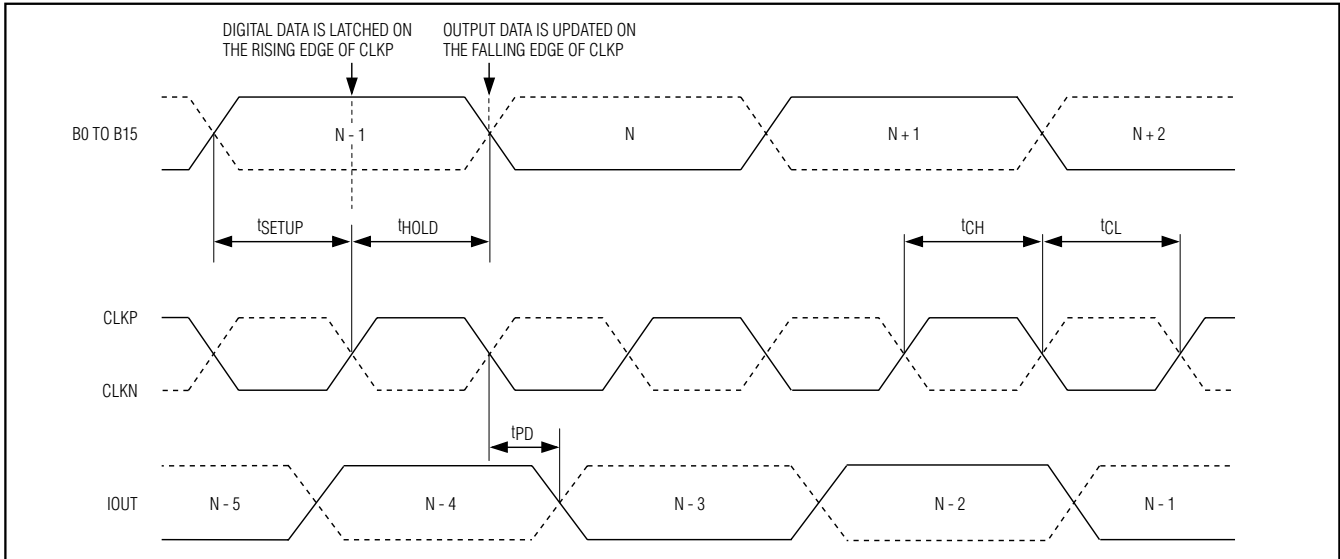 DIGITAL DATA IS LATCHED ON
THE RISING EDGE OF CLKP
OUTPUT DATA IS UPDATED ON
THE FALLING EDGE OF CLKP
B0 TO B15
N - 1
N
N + 1
N + 2
tSETUP
tHOLD
tCH
tCL
CLKP
CLKN
tPD
IOUT
N - 5
N - 4
N - 3
N - 2
N - 1